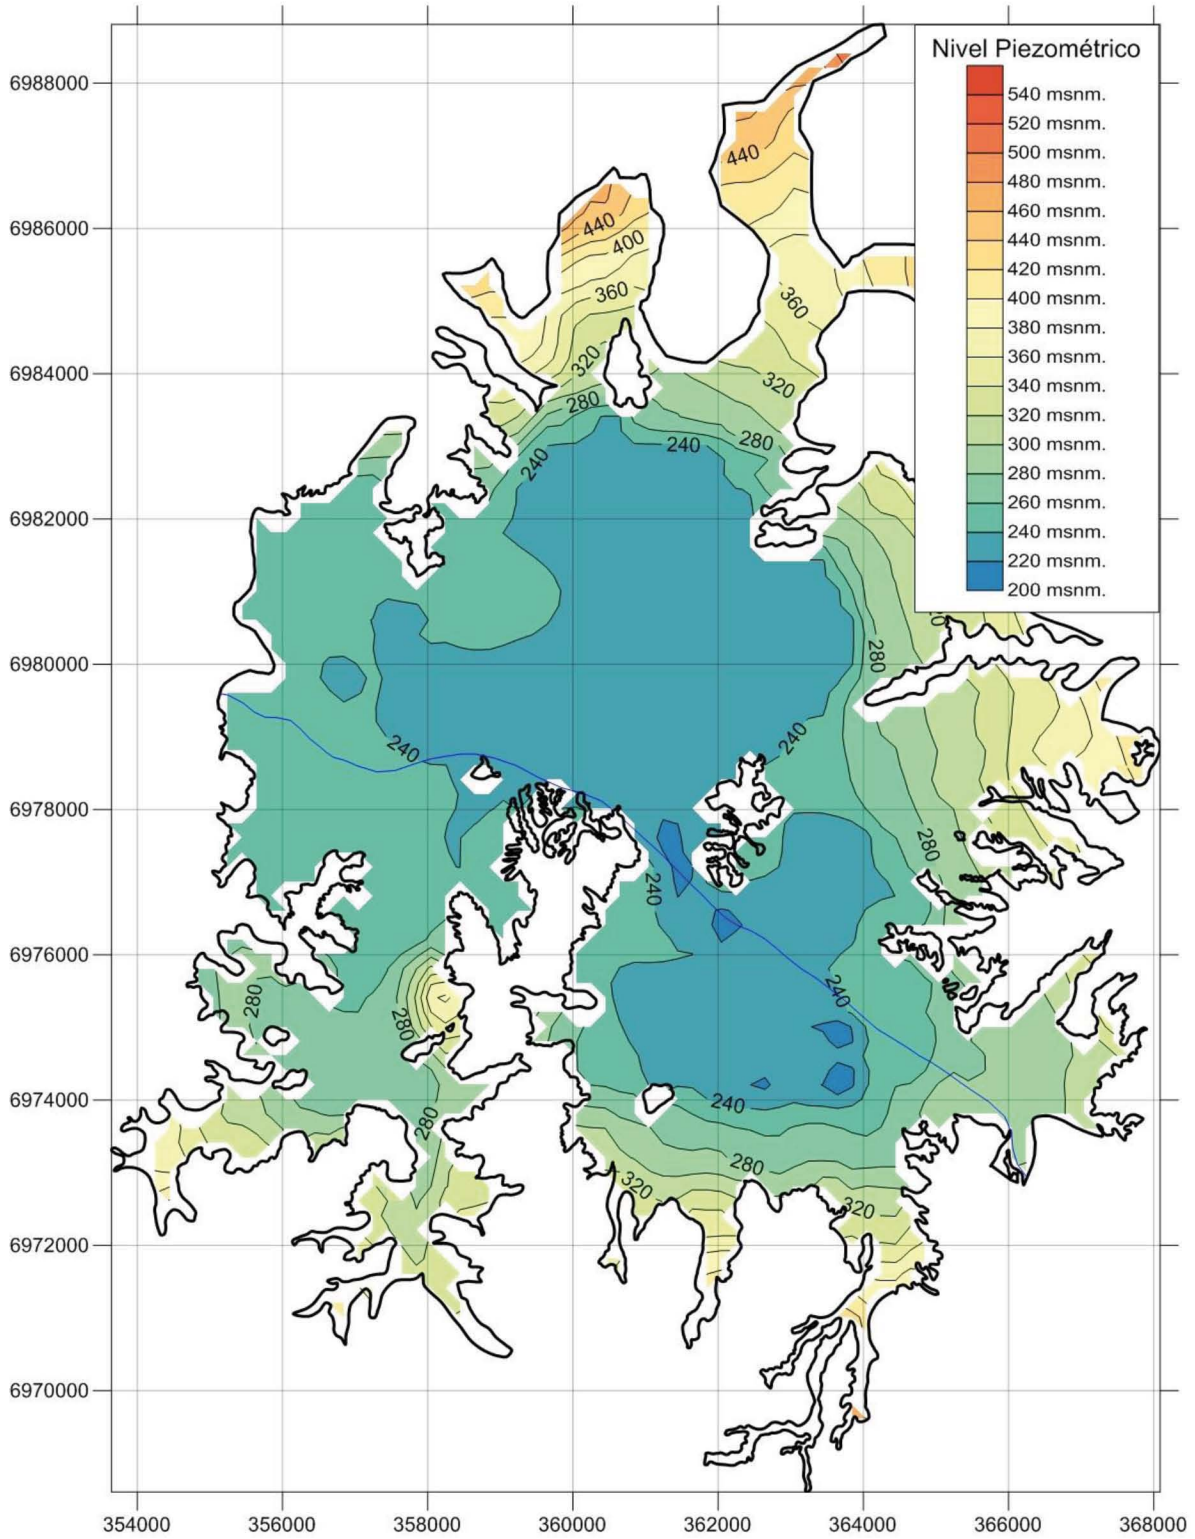 Nivel Piezométrico
540 msnm.
520 msnm.
500 msnm.
480 msnm.
460 msnm.
440 msnm.
420 msnm.
400 msnm.
380 msnm.
360 msnm.
340 msnm.
320 msnm.
300 msnm.
280 msnm.
260 msnm.
240 msnm.
220 msnm.
200 msnm.
6988000
6986000
6984000
6982000
6980000
6978000
6976000
6974000
6972000
6970000
440
440
400
360
360
320
320
280
280
240
240
280
240
240
280
240
240
280
280
280
240
280
320
320
354000 356000 358000 360000 362000 364000 366000 368000